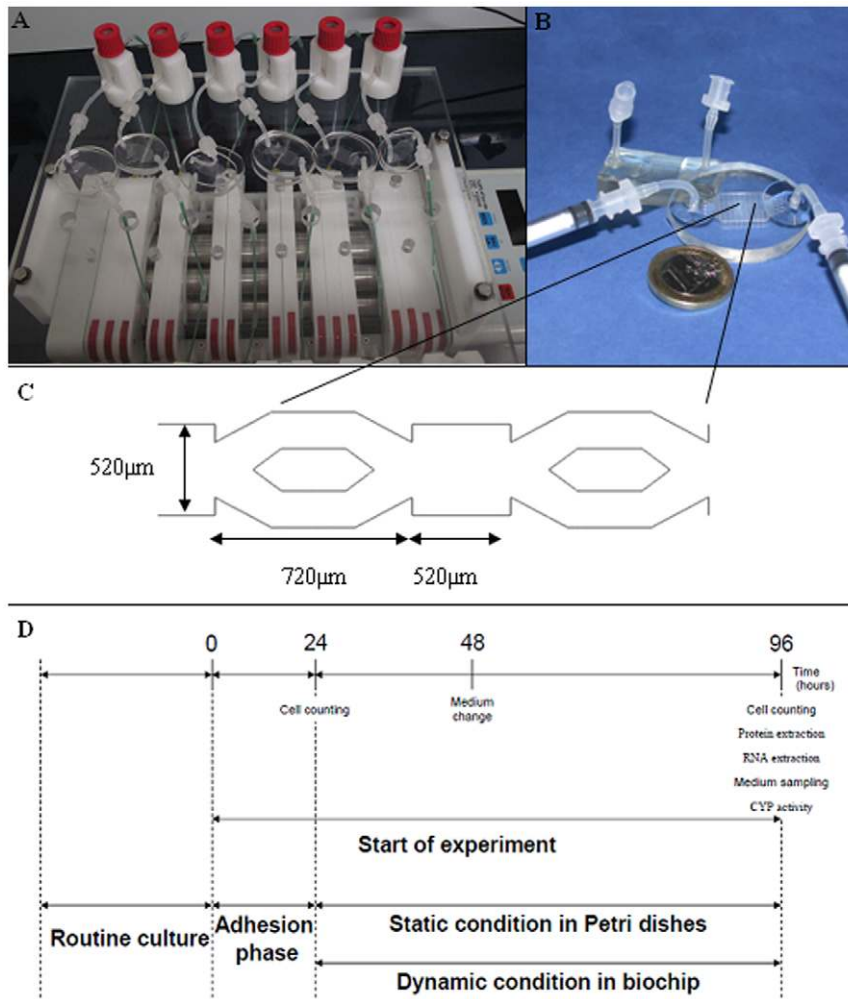 A
B
C
520μm
720μm
520μm
D
0
24
48
96
Time
(hours)
Cell counting
Medium
change
Cell counting
Protein extraction
RNA extraction
Medium sampling
CYP activity
Start of experiment
Routine culture
Adhesion
phase
Static condition in Petri dishes
Dynamic condition in biochip